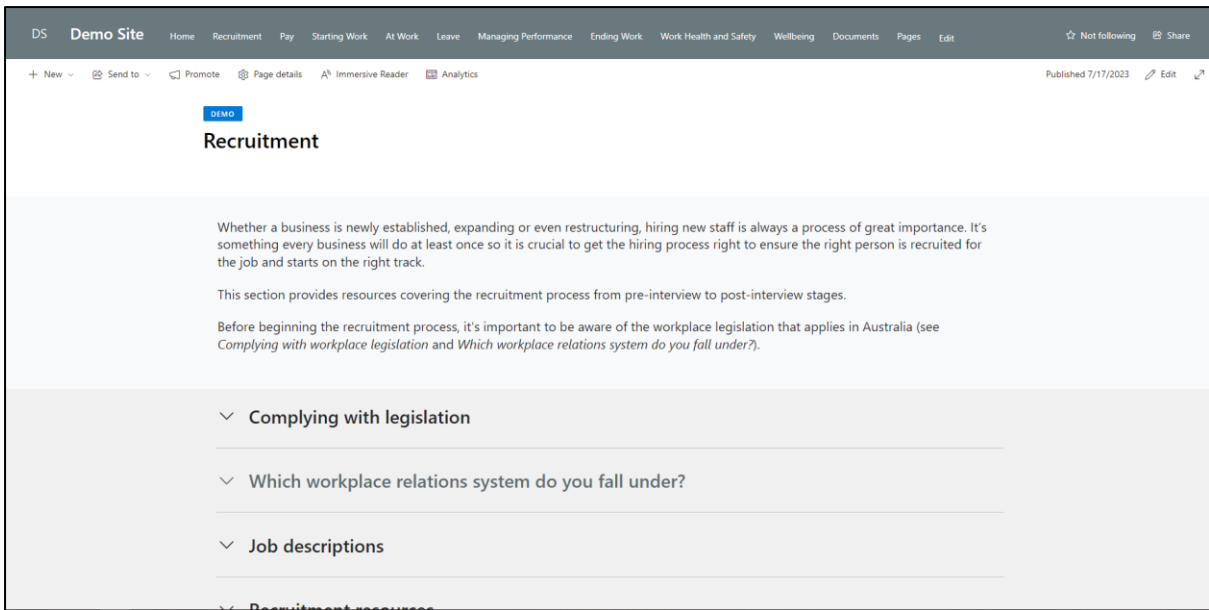 DS Demo Site Home Recruitment Pay Starting Work At Work Leave Managing Performance Ending Work Work Health and Safety Wellbeing Documents Pages Edit Not following Share
New Send to Promote Page details Immersive Reader Analytics Published 7/17/2023 Edit
DEMO
Recruitment
Whether a business is newly established, expanding or even restructuring, hiring new staff is always a process of great importance. It's
something every business will do at least once so it is crucial to get the hiring process right to ensure the right person is recruited for
the job and starts on the right track.
This section provides resources covering the recruitment process from pre-interview to post-interview stages.
Before beginning the recruitment process, it's important to be aware of the workplace legislation that applies in Australia (see
Complying with workplace legislation and Which workplace relations system do you fall under?).
Complying with legislation
Which workplace relations system do you fall under?
Job descriptions
Recruitment resources